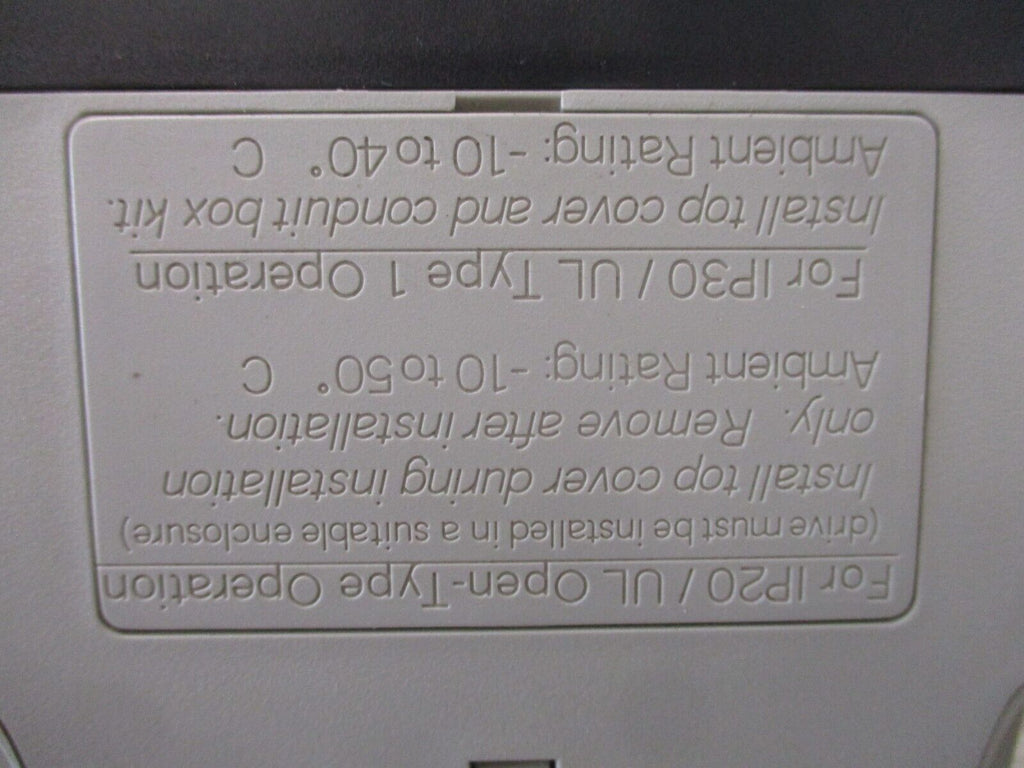 For IP20 / UL Open-Type Operation
(drive must be installed in a suitable enclosure)
Install top cover during installation
only. Remove after installation.
Ambient Rating: -10 to 50° C
For IP30 / UL Type 1 Operation
Install top cover and conduit box kit.
Ambient Rating: -10 to 40° C